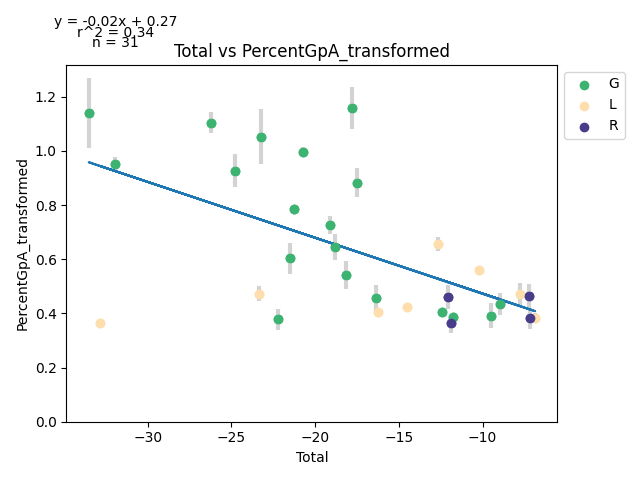 y = -0.02x + 0.27
r^2 = 0.34
n = 31
Total vs PercentGpA_transformed
G
L
R
PercentGpA_transformed
1.2
1.0
0.8
0.6
0.4
0.2
0.0
−30
−25
−20
−15
−10
Total